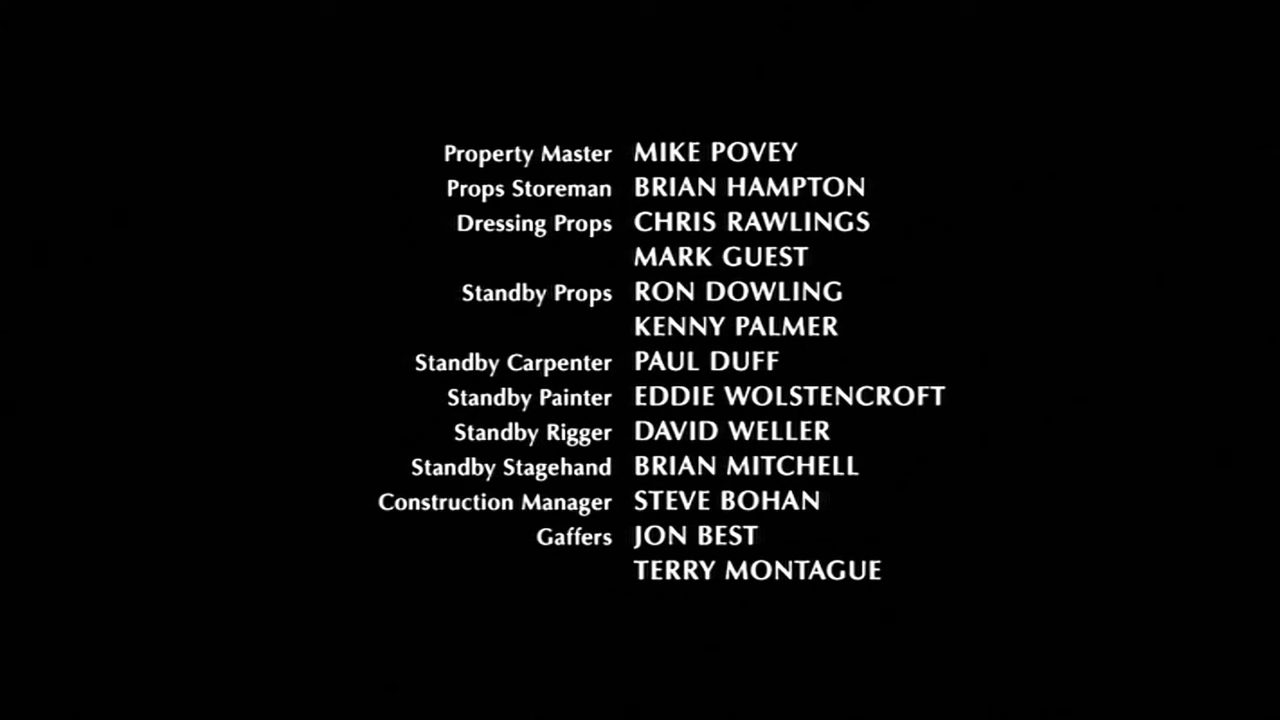 Property Master MIKE POVEY
Props Storeman BRIAN HAMPTON
Dressing Props CHRIS RAWLINGS
MARK GUEST
Standby Props RON DOWLING
KENNY PALMER
Standby Carpenter PAUL DUFF
Standby Painter EDDIE WOLSTENCROFT
Standby Rigger DAVID WELLER
Standby Stagehand BRIAN MITCHELL
Construction Manager STEVE BOHAN
Gaffers JON BEST
TERRY MONTAGUE